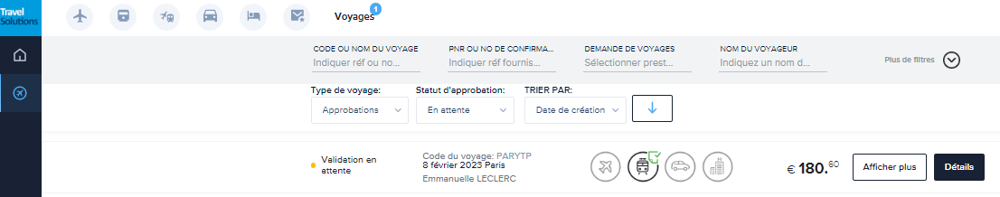 Travel
Solutions
Voyages
1
CODE OU NOM DU VOYAGE
Indiquer réf ou no...
PNR OU NO DE CONFIRMA...
Indiquer réf fournis...
DEMANDE DE VOYAGES
Sélectionner prest...
NOM DU VOYAGEUR
Indiquez un nom d...
Plus de filtres
Type de voyage:
Approbations
Statut d'approbation:
En attente
TRIER PAR:
Date de création
Validation en
attente
Code du voyage: PARYTP
8 février 2023 Paris
Emmanuelle LECLERC
€ 180.60
Afficher plus
Détails